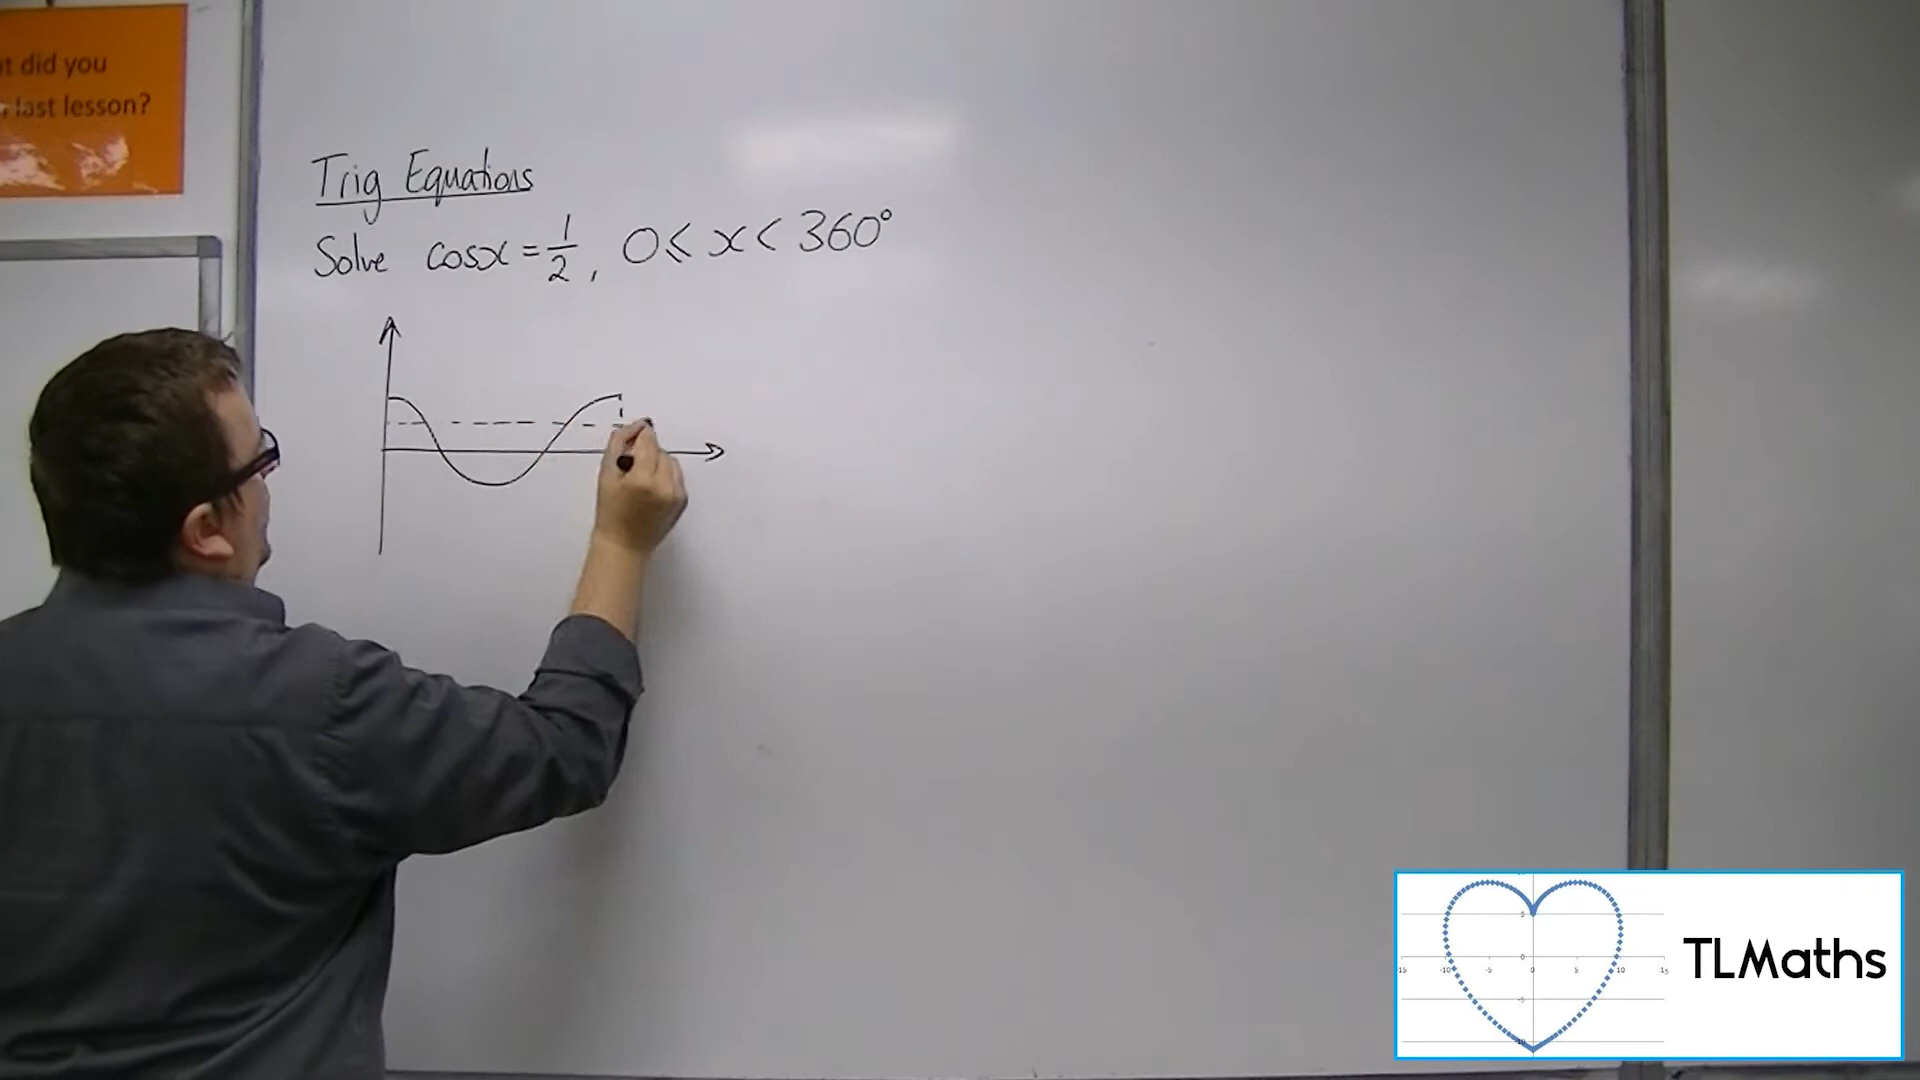 t did you
last lesson?
Trig Equations
Solve cosx = 1/2, 0 ⩽ x < 360°
TLMaths